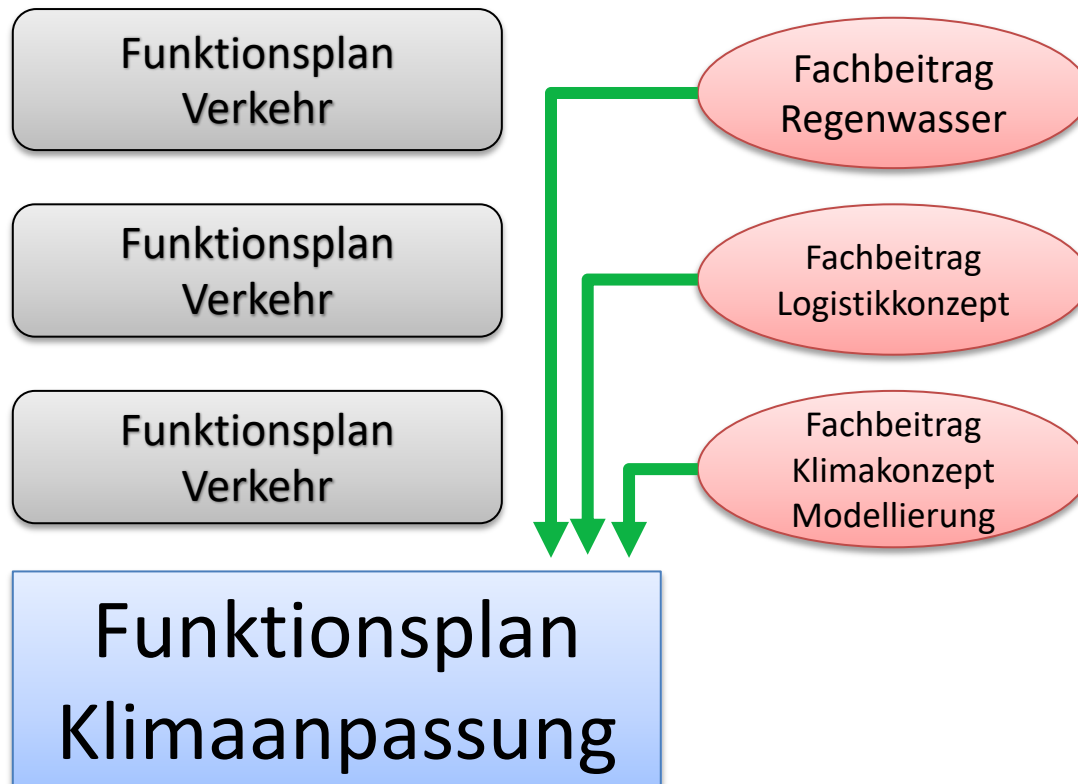 Funktionsplan
Verkehr
Fachbeitrag
Regenwasser
Funktionsplan
Verkehr
Fachbeitrag
Logistikkonzept
Funktionsplan
Verkehr
Fachbeitrag
Klimakonzept
Modellierung
Funktionsplan
Klimaanpassung